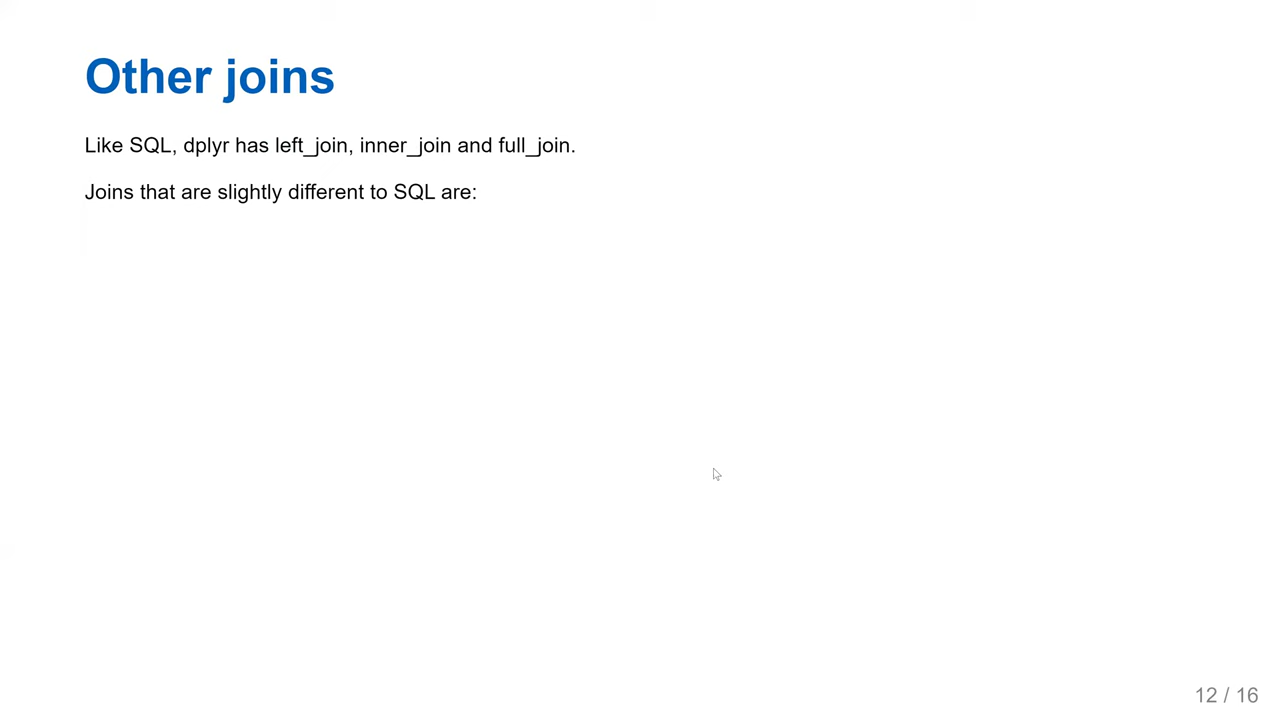 Other joins
Like SQL, dplyr has left_join, inner_join and full_join.
Joins that are slightly different to SQL are:
12 / 16